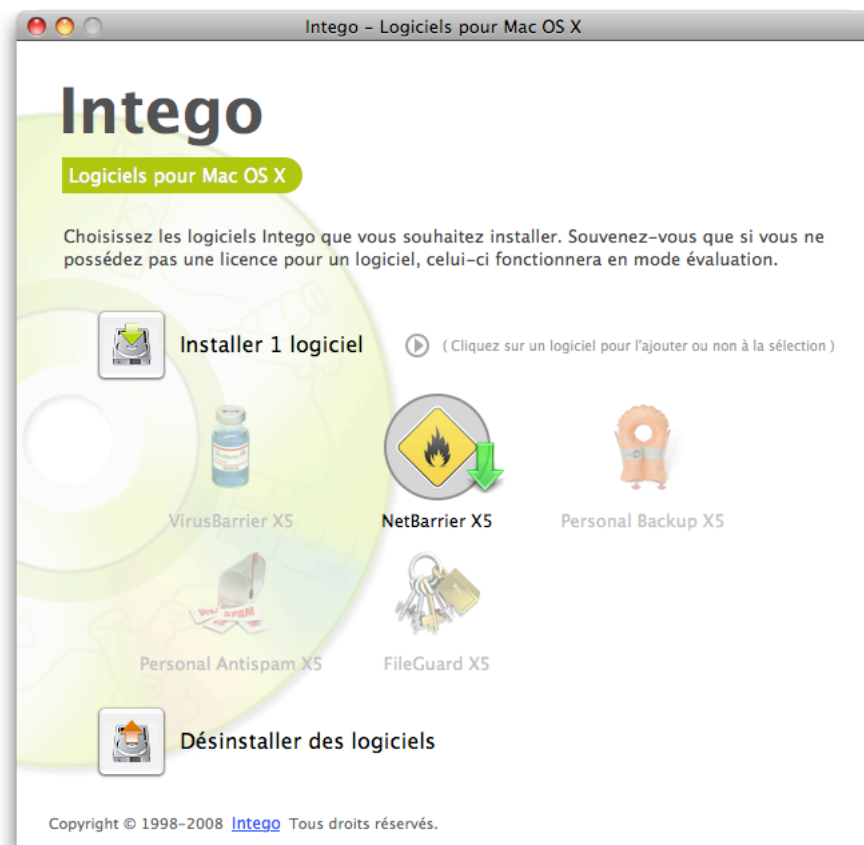 Intego – Logiciels pour Mac OS X
Intego
Logiciels pour Mac OS X
Choisissez les logiciels Intego que vous souhaitez installer. Souvenez-vous que si vous ne
possédez pas une licence pour un logiciel, celui-ci fonctionnera en mode évaluation.
Installer 1 logiciel
( Cliquez sur un logiciel pour l'ajouter ou non à la sélection )
VirusBarrier X5
NetBarrier X5
Personal Backup X5
SPAM
Personal Antispam X5
FileGuard X5
Désinstaller des logiciels
Copyright © 1998-2008 Intego Tous droits réservés.